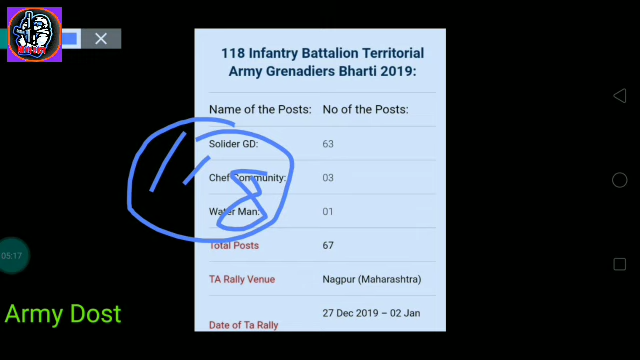 118 Infantry Battalion Territorial
Army Grenadiers Bharti 2019:
Name of the Posts: No of the Posts:
Solider GD: 63
Chef Community: 03
Water Man: 01
Total Posts 67
TA Rally Venue Nagpur (Maharashtra)
27 Dec 2019 – 02 Jan
Date of Ta Rally
118
05:17
Army Dost